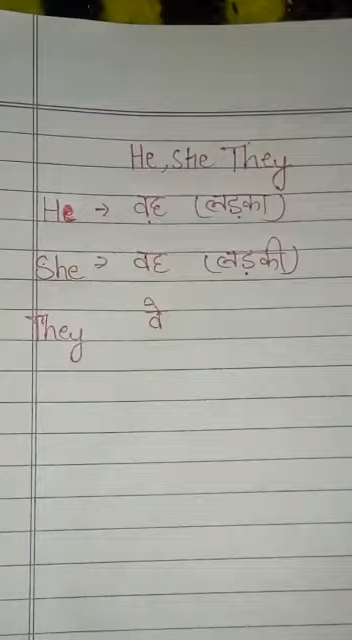 He, She They
He → वह (लड़का)
She → वह (लड़की)
They वे